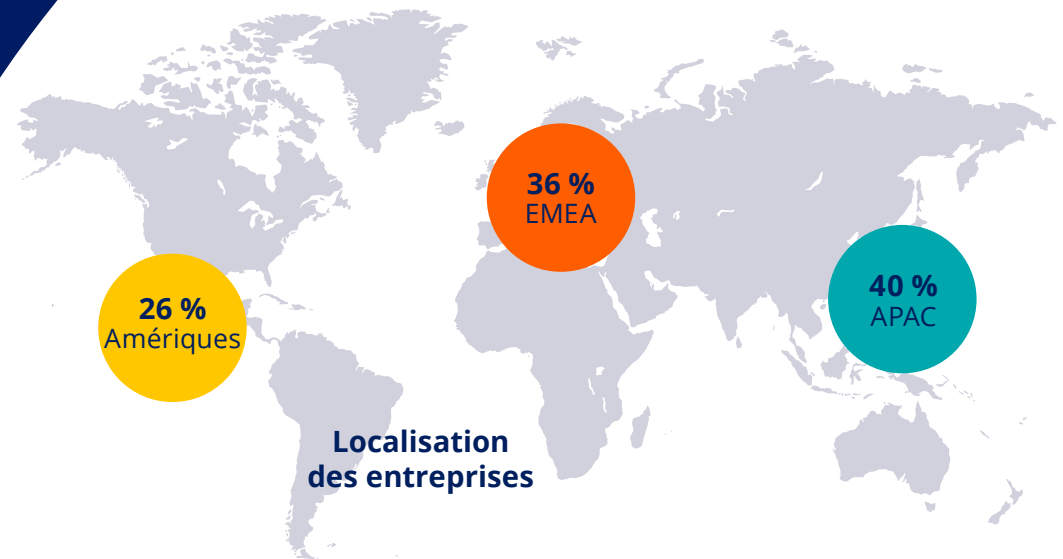 36 %
EMEA
26 %
Amériques
40 %
APAC
Localisation
des entreprises